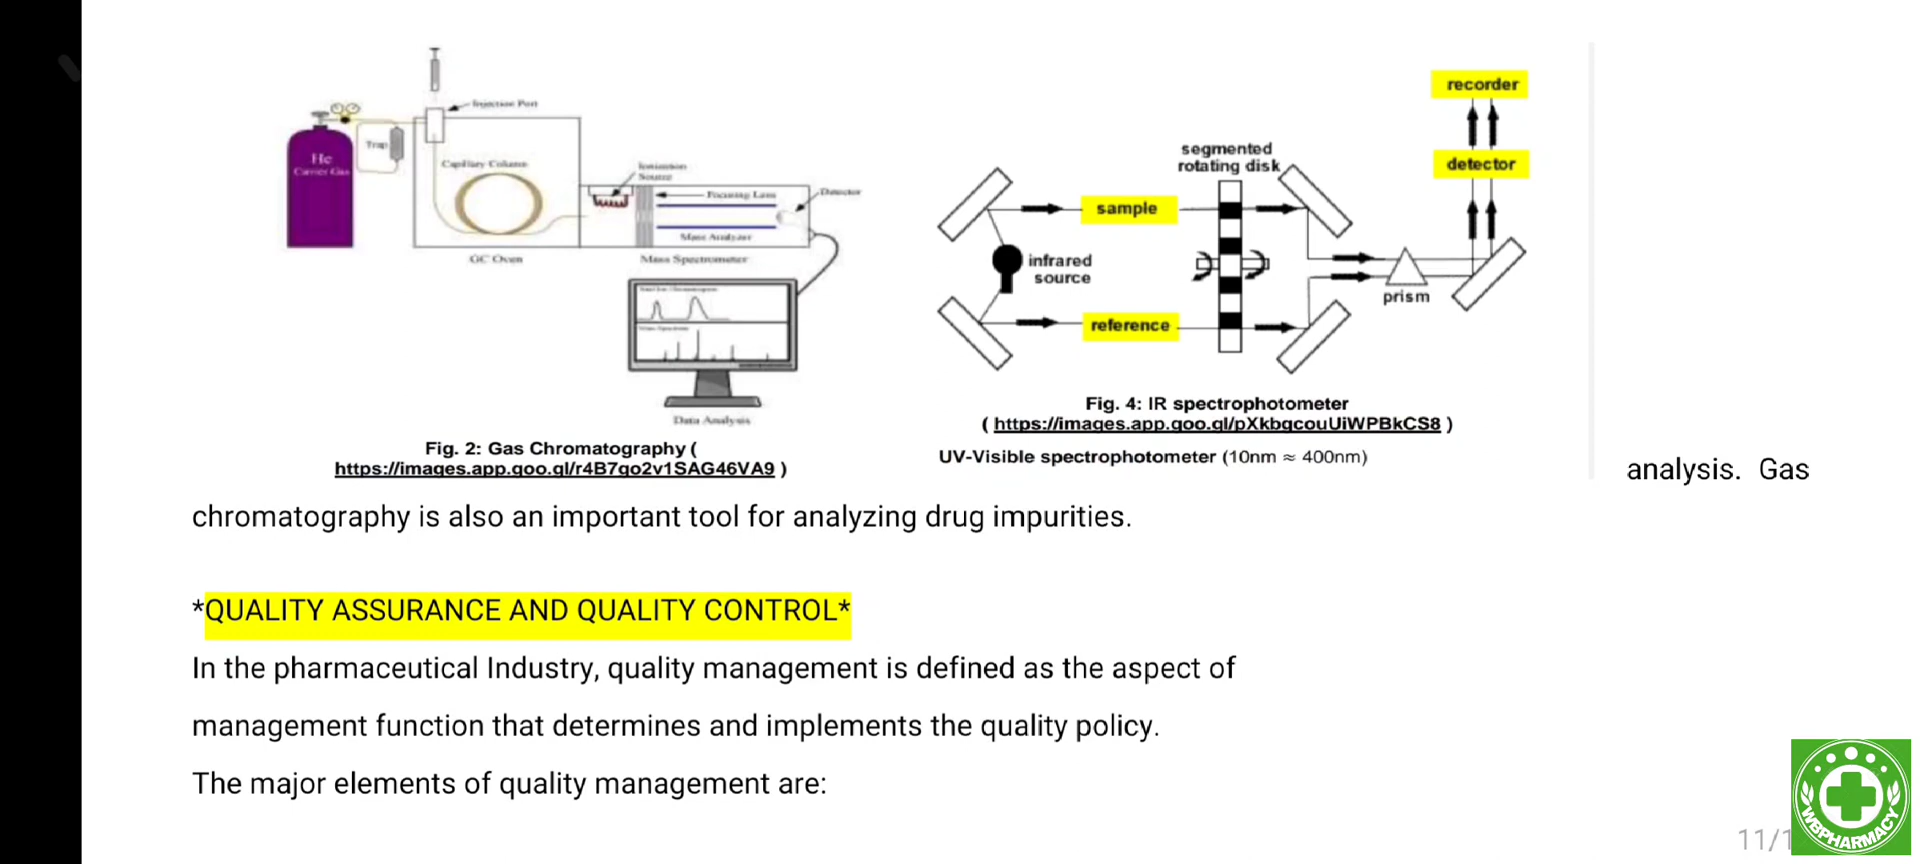 Injection Port
He
Carrier Gas
Trap
Capillary Column
Ionization
Source
Focusing Lens
Detector
Mass Analyzer
GC Oven
Mass Spectrometer
Data Analysis
Fig. 2: Gas Chromatography (
https://images.app.goo.gl/r4B7go2v1SAG46VA9 )
recorder
detector
segmented
rotating disk
sample
infrared
source
reference
prism
Fig. 4: IR spectrophotometer
( https://images.app.goo.gl/pXkbgcouUiWPBkCS8 )
UV-Visible spectrophotometer (10nm ≈ 400nm)
analysis. Gas
chromatography is also an important tool for analyzing drug impurities.
*QUALITY ASSURANCE AND QUALITY CONTROL*
In the pharmaceutical Industry, quality management is defined as the aspect of
management function that determines and implements the quality policy.
The major elements of quality management are:
11/1
WBPHARMACY